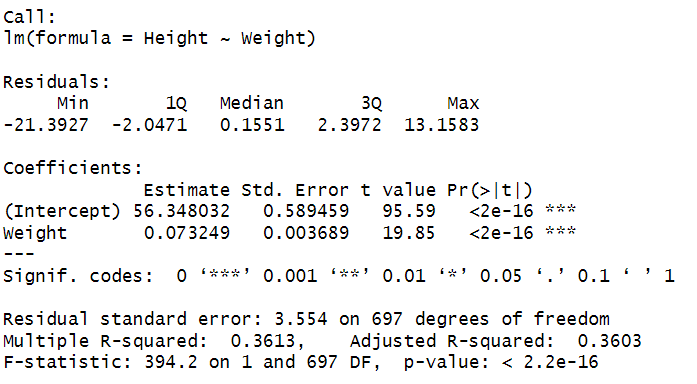 Call:
lm(formula = Height ~ Weight)
Residuals:
Min 1Q Median 3Q Max
-21.3927 -2.0471 0.1551 2.3972 13.1583
Coefficients:
Estimate Std. Error t value Pr(>|t|)
(Intercept) 56.348032 0.589459 95.59 <2e-16 ***
Weight 0.073249 0.003689 19.85 <2e-16 ***
---
Signif. codes: 0 ‘***’ 0.001 ‘**’ 0.01 ‘*’ 0.05 ‘.’ 0.1 ‘ ’ 1
Residual standard error: 3.554 on 697 degrees of freedom
Multiple R-squared: 0.3613, Adjusted R-squared: 0.3603
F-statistic: 394.2 on 1 and 697 DF, p-value: < 2.2e-16